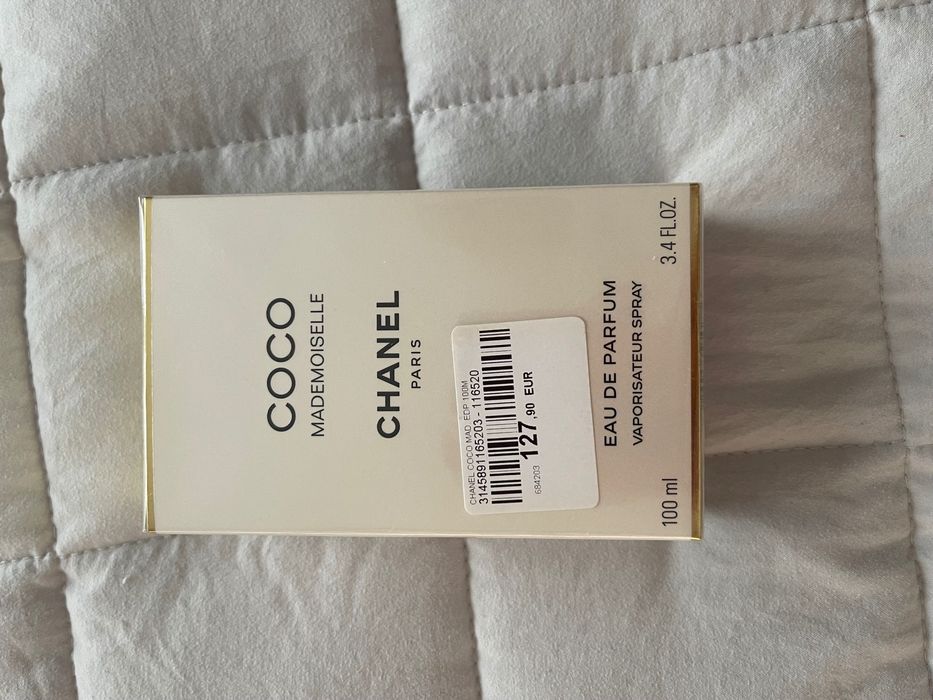 COCO
MADEMOISELLE
CHANEL
PARIS
CHANEL COCO MAD. EDP 100M
3145891165203 - 116520
684203
127,90 EUR
EAU DE PARFUM
VAPORISATEUR SPRAY
100 ml
3.4 FL.OZ.